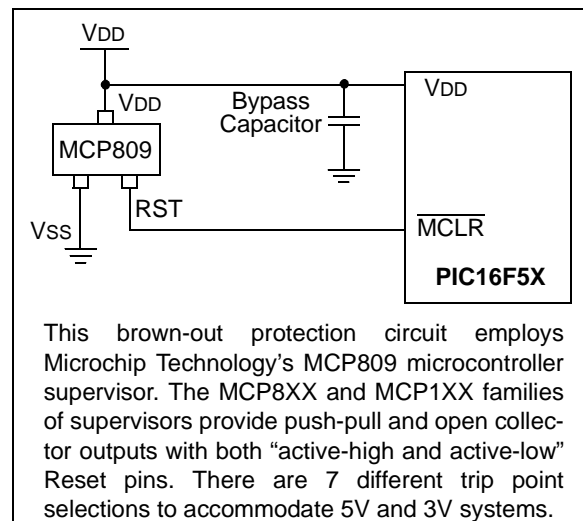 VDD
VDD
VDD
Bypass
Capacitor
MCP809
RST
VSS
MCLR
PIC16F5X
This brown-out protection circuit employs
Microchip Technology's MCP809 microcontroller
supervisor. The MCP8XX and MCP1XX families
of supervisors provide push-pull and open collec-
tor outputs with both “active-high and active-low”
Reset pins. There are 7 different trip point
selections to accommodate 5V and 3V systems.